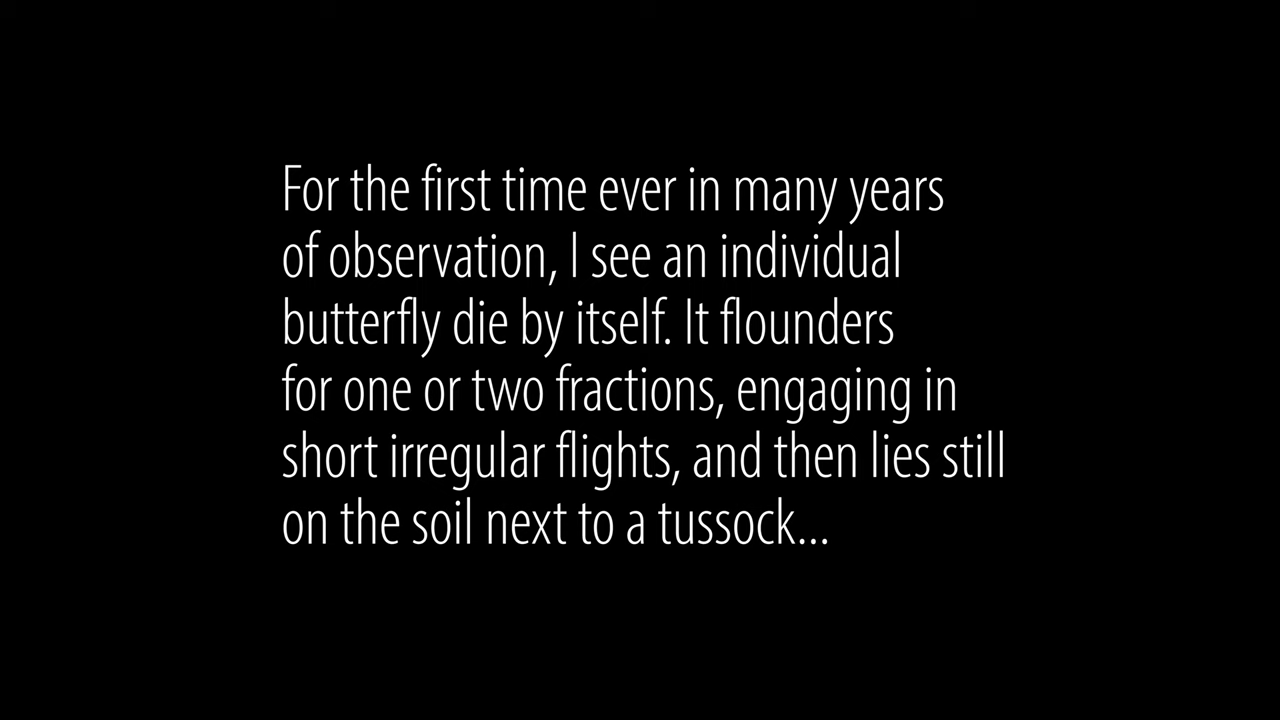 For the first time ever in many years
of observation, I see an individual
butterfly die by itself. It flounders
for one or two fractions, engaging in
short irregular flights, and then lies still
on the soil next to a tussock...